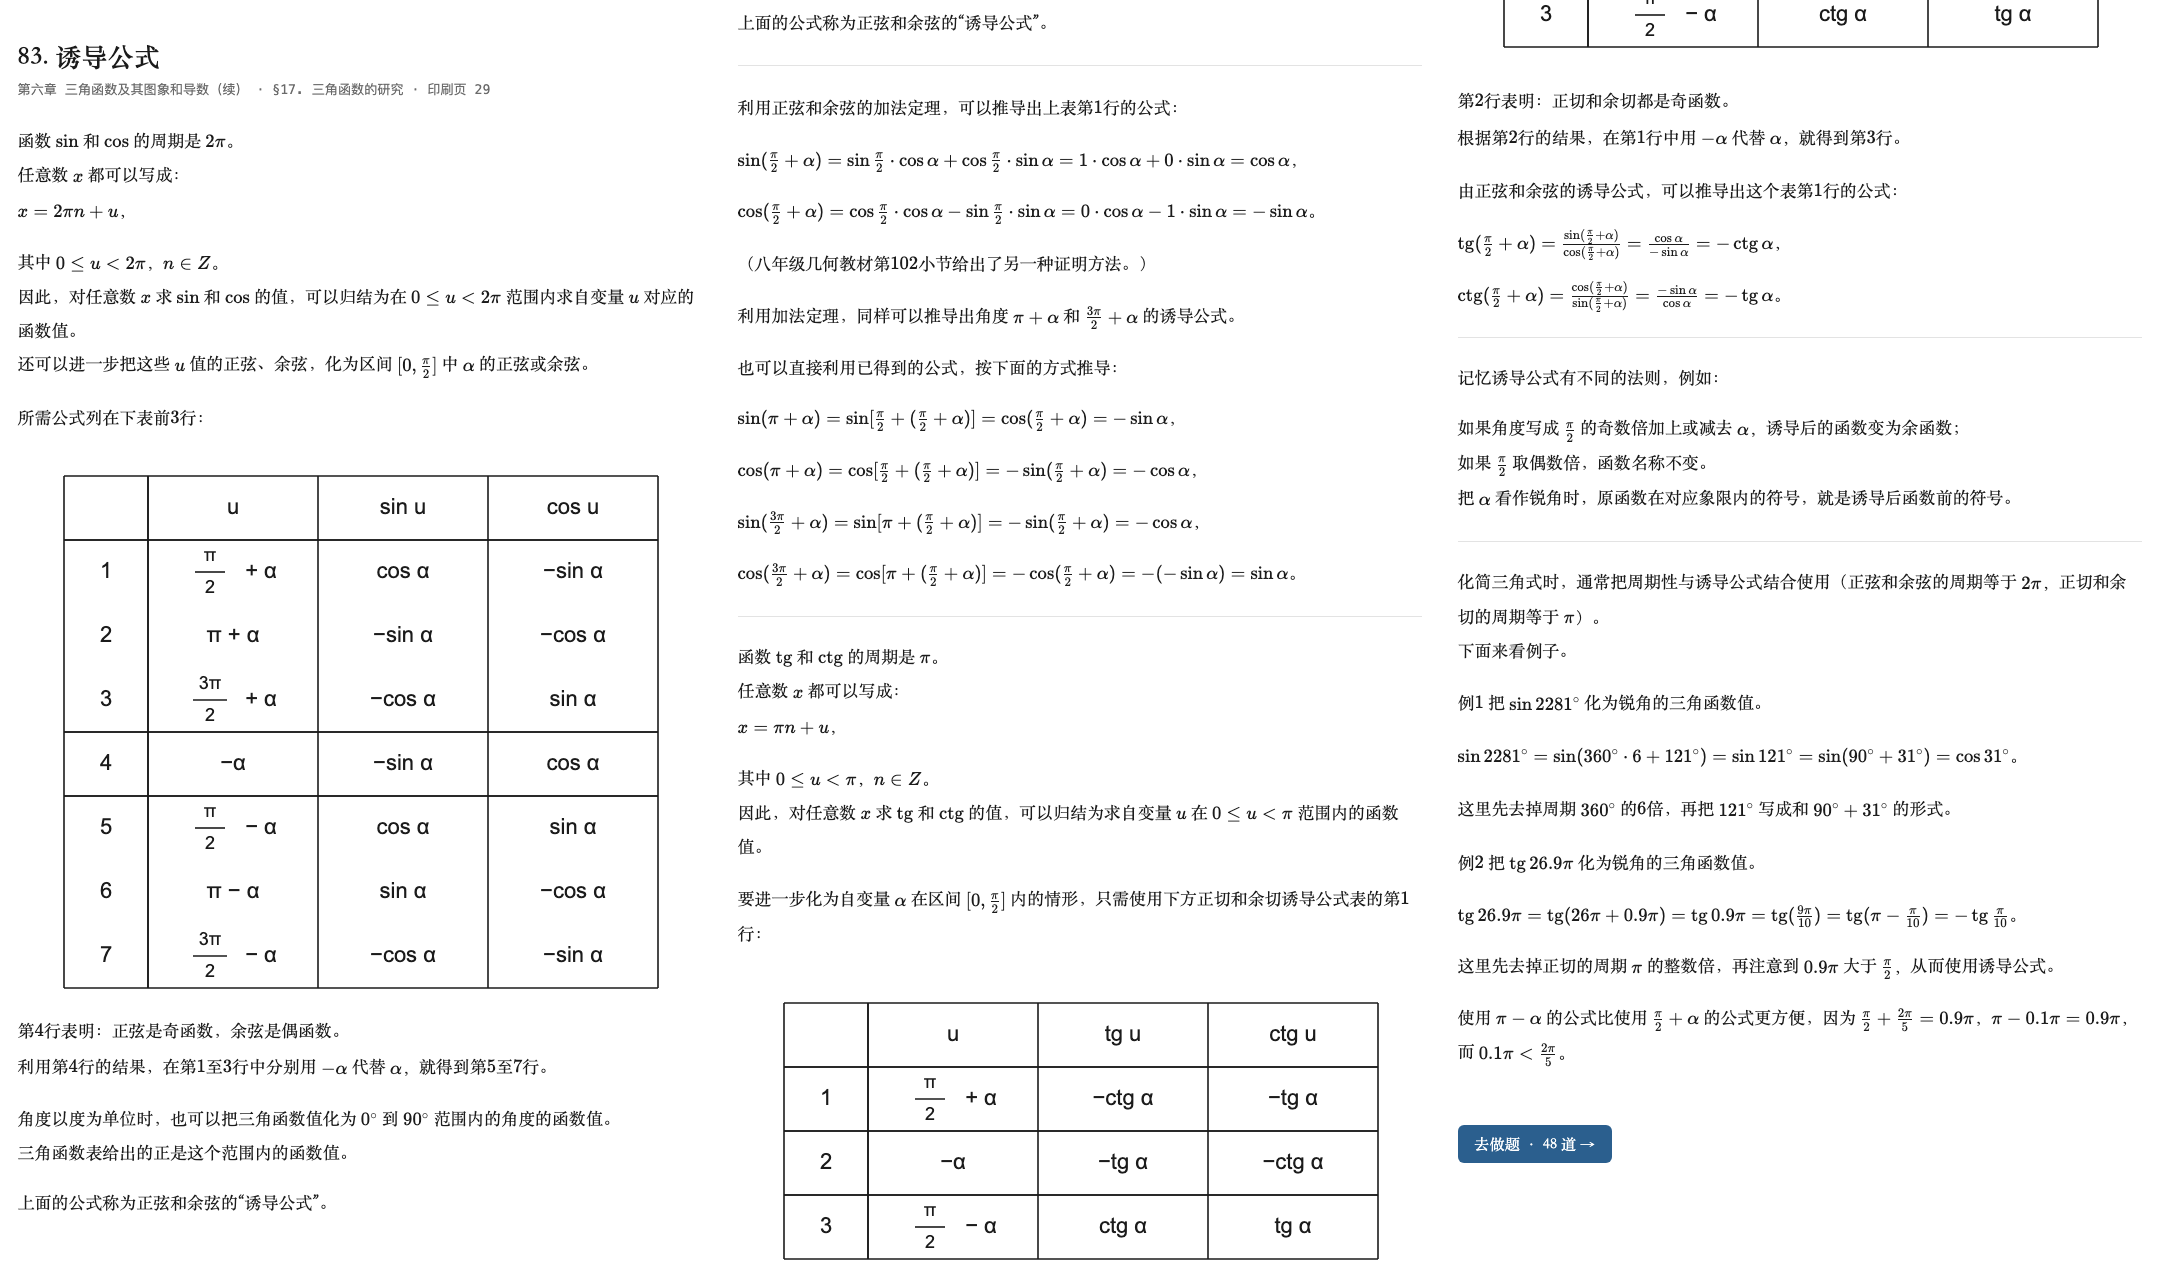 83. 诱导公式
第六章 三角函数及其图象和导数（续） · §17. 三角函数的研究 · 印刷页 29
函数 sin 和 cos 的周期是 2π。
任意数 x 都可以写成：
x = 2πn + u，
其中 0 ≤ u < 2π，n ∈ Z。
因此，对任意数 x 求 sin 和 cos 的值，可以归结为在 0 ≤ u < 2π 范围内求自变量 u 对应的
函数值。
还可以进一步把这些 u 值的正弦、余弦，化为区间 [0, π/2] 中 α 的正弦或余弦。
所需公式列在下表前3行：
u sin u cos u
1 π/2 + α cos α −sin α
2 π + α −sin α −cos α
3 3π/2 + α −cos α sin α
4 −α −sin α cos α
5 π/2 − α cos α sin α
6 π − α sin α −cos α
7 3π/2 − α −cos α −sin α
第4行表明：正弦是奇函数，余弦是偶函数。
利用第4行的结果，在第1至3行中分别用 −α 代替 α，就得到第5至7行。
角度以度为单位时，也可以把三角函数值化为 0° 到 90° 范围内的角度的函数值。
三角函数表给出的正是这个范围内的函数值。
上面的公式称为正弦和余弦的“诱导公式”。
上面的公式称为正弦和余弦的“诱导公式”。
利用正弦和余弦的加法定理，可以推导出上表第1行的公式：
sin(π/2 + α) = sin π/2 · cos α + cos π/2 · sin α = 1 · cos α + 0 · sin α = cos α，
cos(π/2 + α) = cos π/2 · cos α − sin π/2 · sin α = 0 · cos α − 1 · sin α = − sin α。
（八年级几何教材第102小节给出了另一种证明方法。）
利用加法定理，同样可以推导出角度 π + α 和 3π/2 + α 的诱导公式。
也可以直接利用已得到的公式，按下面的方式推导：
sin(π + α) = sin[π/2 + (π/2 + α)] = cos(π/2 + α) = − sin α，
cos(π + α) = cos[π/2 + (π/2 + α)] = − sin(π/2 + α) = − cos α，
sin(3π/2 + α) = sin[π + (π/2 + α)] = − sin(π/2 + α) = − cos α，
cos(3π/2 + α) = cos[π + (π/2 + α)] = − cos(π/2 + α) = −(− sin α) = sin α。
函数 tg 和 ctg 的周期是 π。
任意数 x 都可以写成：
x = πn + u，
其中 0 ≤ u < π，n ∈ Z。
因此，对任意数 x 求 tg 和 ctg 的值，可以归结为求自变量 u 在 0 ≤ u < π 范围内的函数
值。
要进一步化为自变量 α 在区间 [0, π/2] 内的情形，只需使用下方正切和余切诱导公式表的第1
行：
u tg u ctg u
1 π/2 + α −ctg α −tg α
2 −α −tg α −ctg α
3 π/2 − α ctg α tg α
3 π/2 − α ctg α tg α
第2行表明：正切和余切都是奇函数。
根据第2行的结果，在第1行中用 −α 代替 α，就得到第3行。
由正弦和余弦的诱导公式，可以推导出这个表第1行的公式：
tg(π/2 + α) = sin(π/2+α)/cos(π/2+α) = cos α/− sin α = − ctg α，
ctg(π/2 + α) = cos(π/2+α)/sin(π/2+α) = − sin α/cos α = − tg α。
记忆诱导公式有不同的法则，例如：
如果角度写成 π/2 的奇数倍加上或减去 α，诱导后的函数变为余函数；
如果 π/2 取偶数倍，函数名称不变。
把 α 看作锐角时，原函数在对应象限内的符号，就是诱导后函数前的符号。
化简三角式时，通常把周期性与诱导公式结合使用（正弦和余弦的周期等于 2π，正切和余
切的周期等于 π）。
下面来看例子。
例1 把 sin 2281° 化为锐角的三角函数值。
sin 2281° = sin(360° · 6 + 121°) = sin 121° = sin(90° + 31°) = cos 31°。
这里先去掉周期 360° 的6倍，再把 121° 写成和 90° + 31° 的形式。
例2 把 tg 26.9π 化为锐角的三角函数值。
tg 26.9π = tg(26π + 0.9π) = tg 0.9π = tg(9π/10) = tg(π − π/10) = − tg π/10。
这里先去掉正切的周期 π 的整数倍，再注意到 0.9π 大于 π/2，从而使用诱导公式。
使用 π − α 的公式比使用 π/2 + α 的公式更方便，因为 π/2 + 2π/5 = 0.9π，π − 0.1π = 0.9π，
而 0.1π < 2π/5。
去做题 · 48 道 →